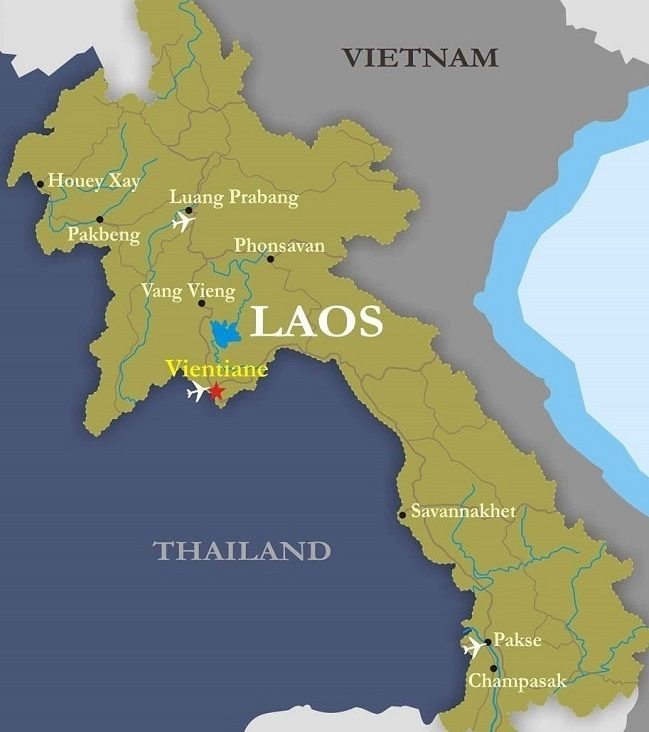 VIETNAM
Houey Xay
Luang Prabang
Pakbeng
Phonsavan
Vang Vieng
LAOS
Vientiane
Savannakhet
THAILAND
Pakse
Champasak